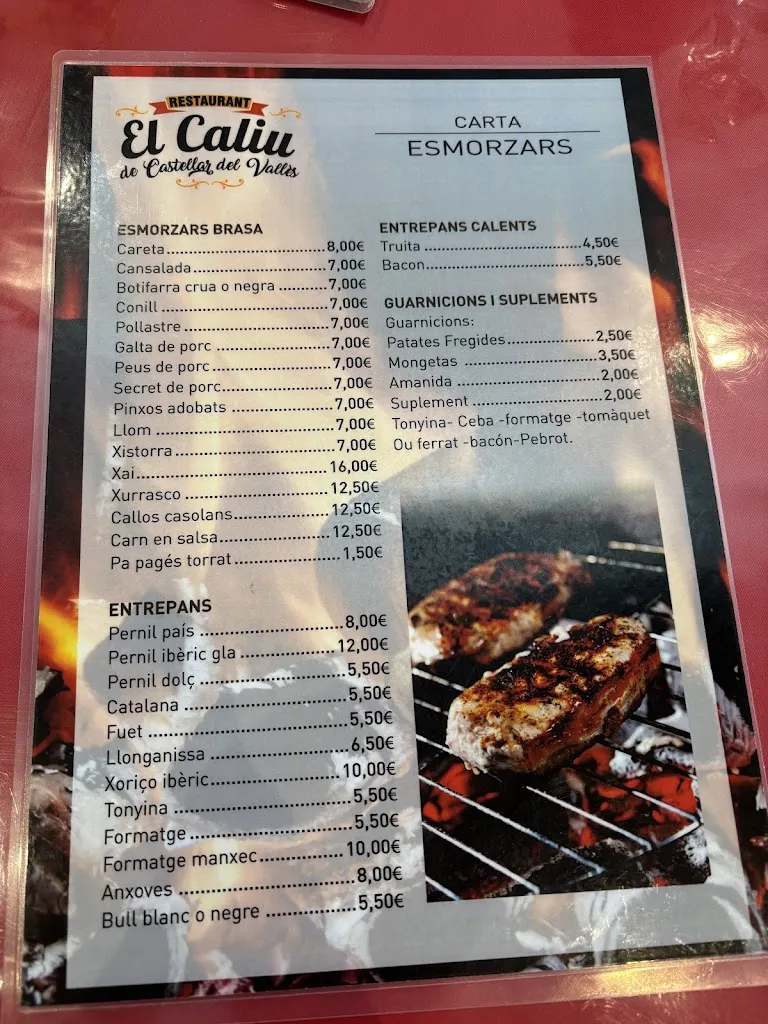 RESTAURANT
El Caliu
de Castellar del Vallès
CARTA
ESMORZARS
ESMORZARS BRASA
Careta..............................8,00€
Cansalada.........................7,00€
Botifarra crua o negra ..........7,00€
Conill ...............................7,00€
Pollastre ...........................7,00€
Galta de porc .....................7,00€
Peus de porc......................7,00€
Secret de porc....................7,00€
Pinxos adobats ...................7,00€
Llom ................................7,00€
Xistorra............................7,00€
Xai..................................16,00€
Xurrasco ..........................12,50€
Callos casolans..................12,50€
Carn en salsa....................12,50€
Pa pagés torrat...................1,50€
ENTREPANS
Pernil país ........................8,00€
Pernil ibèric gla .................12,00€
Pernil dolç ........................5,50€
Catalana ...........................5,50€
Fuet .................................5,50€
Llonganissa .......................6,50€
Xoriço ibèric......................10,00€
Tonyina ............................5,50€
Formatge ..........................5,50€
Formatge manxec...............10,00€
Anxoves ...........................8,00€
Bull blanc o negre ..............5,50€
ENTREPANS CALENTS
Truita ..............................4,50€
Bacon..............................5,50€
GUARNICIONS I SUPLEMENTS
Guarnicions:
Patates Fregides.................2,50€
Mongetas .........................3,50€
Amanida ..........................2,00€
Suplement ........................2,00€
Tonyina- Ceba -formatge -tomàquet
Ou ferrat -bacón-Pebrot.